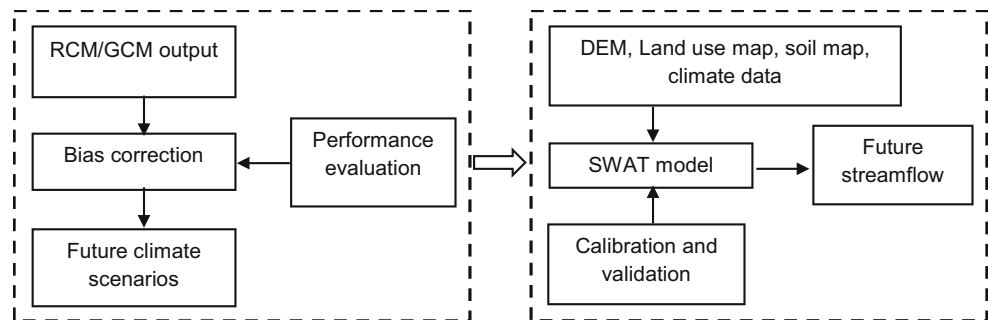 RCM/GCM output
Bias correction
Performance
evaluation
Future climate
scenarios
DEM, Land use map, soil map,
climate data
SWAT model
Future
streamflow
Calibration and
validation